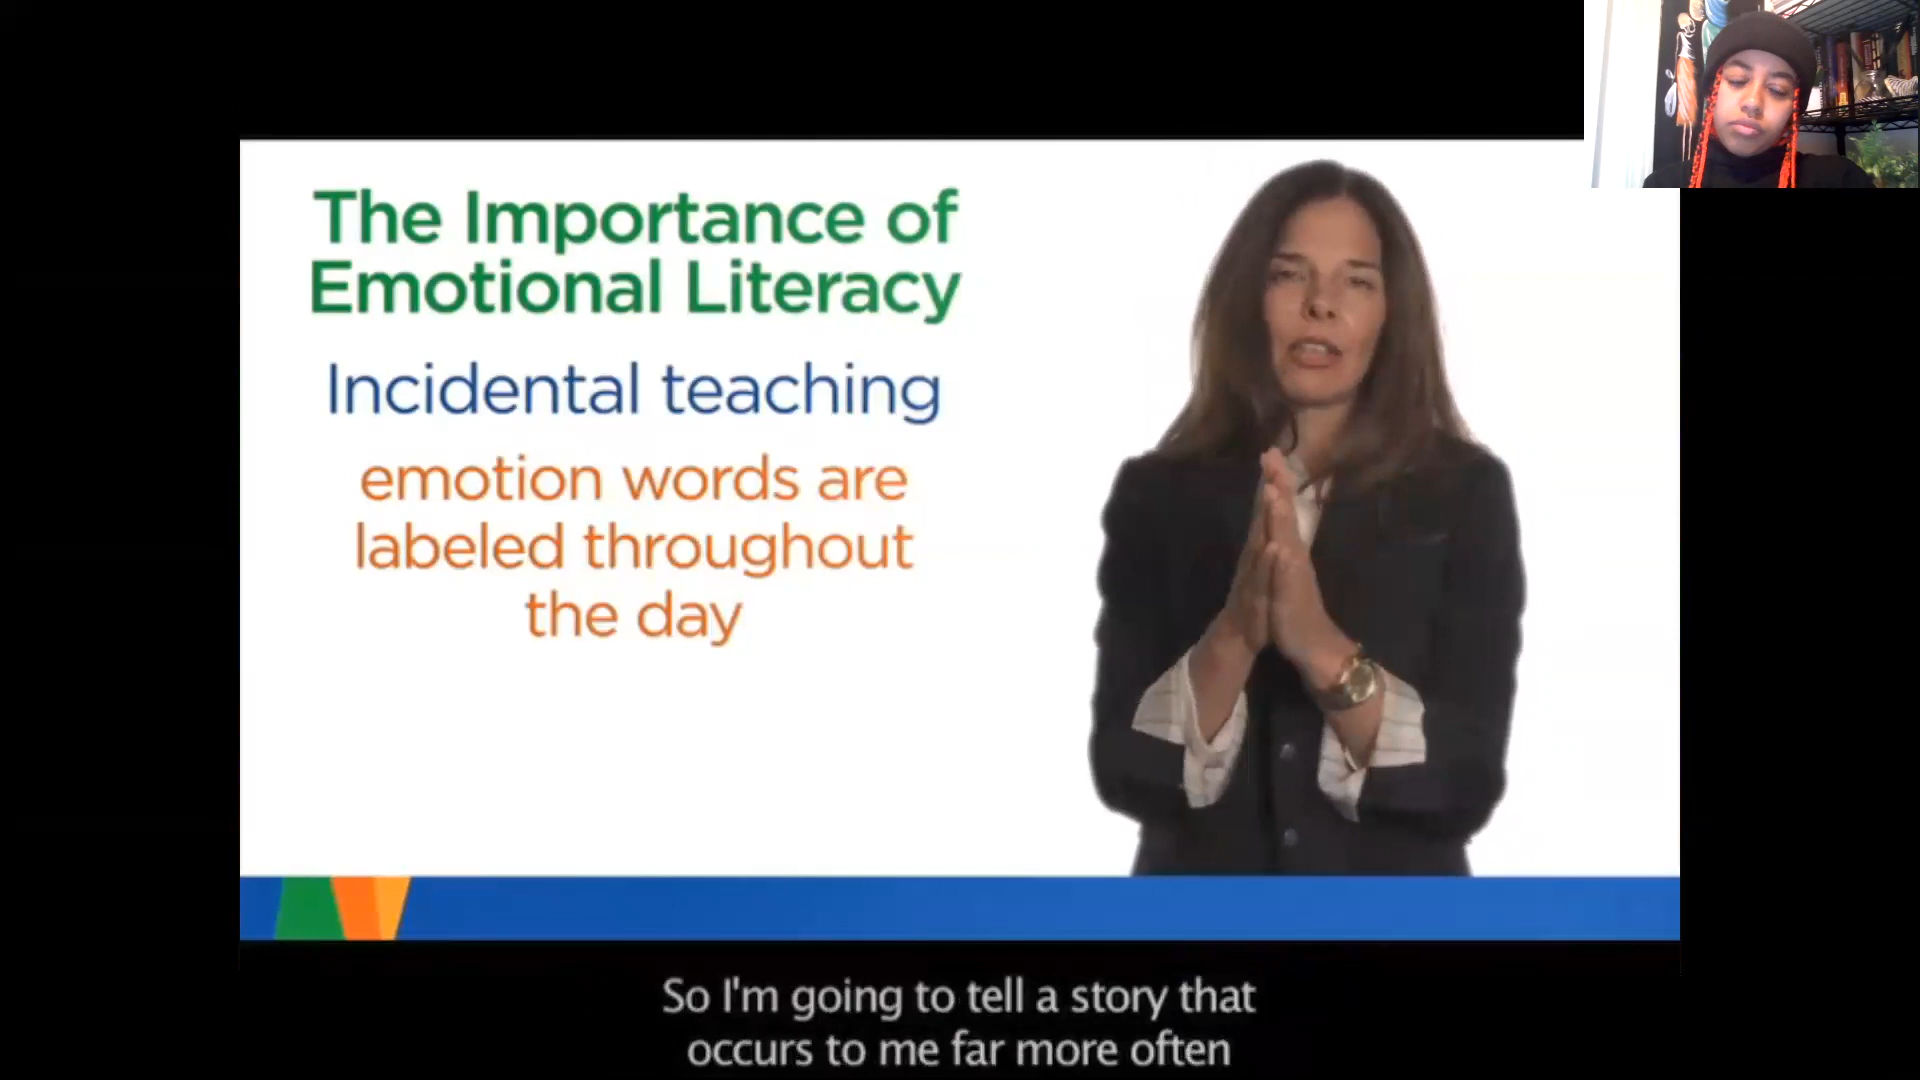 The Importance of
Emotional Literacy
Incidental teaching
emotion words are
labeled throughout
the day
So I'm going to tell a story that
occurs to me far more often